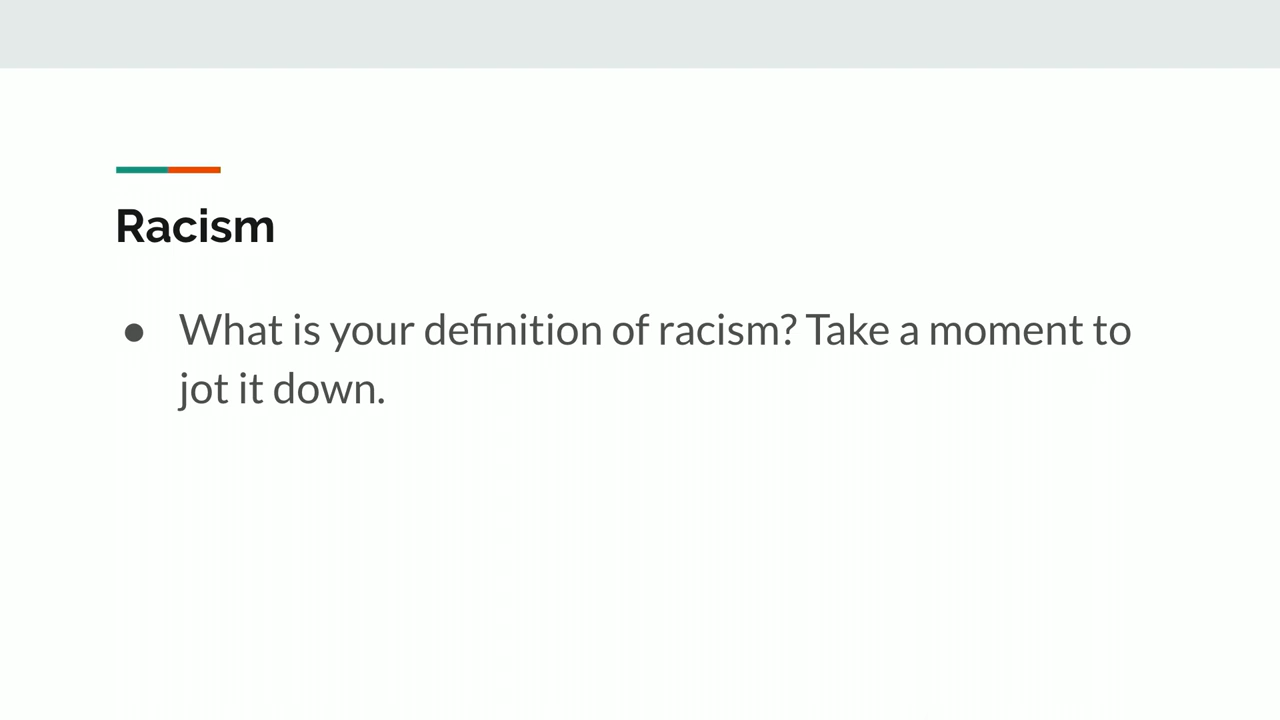 Racism
● What is your definition of racism? Take a moment to
jot it down.